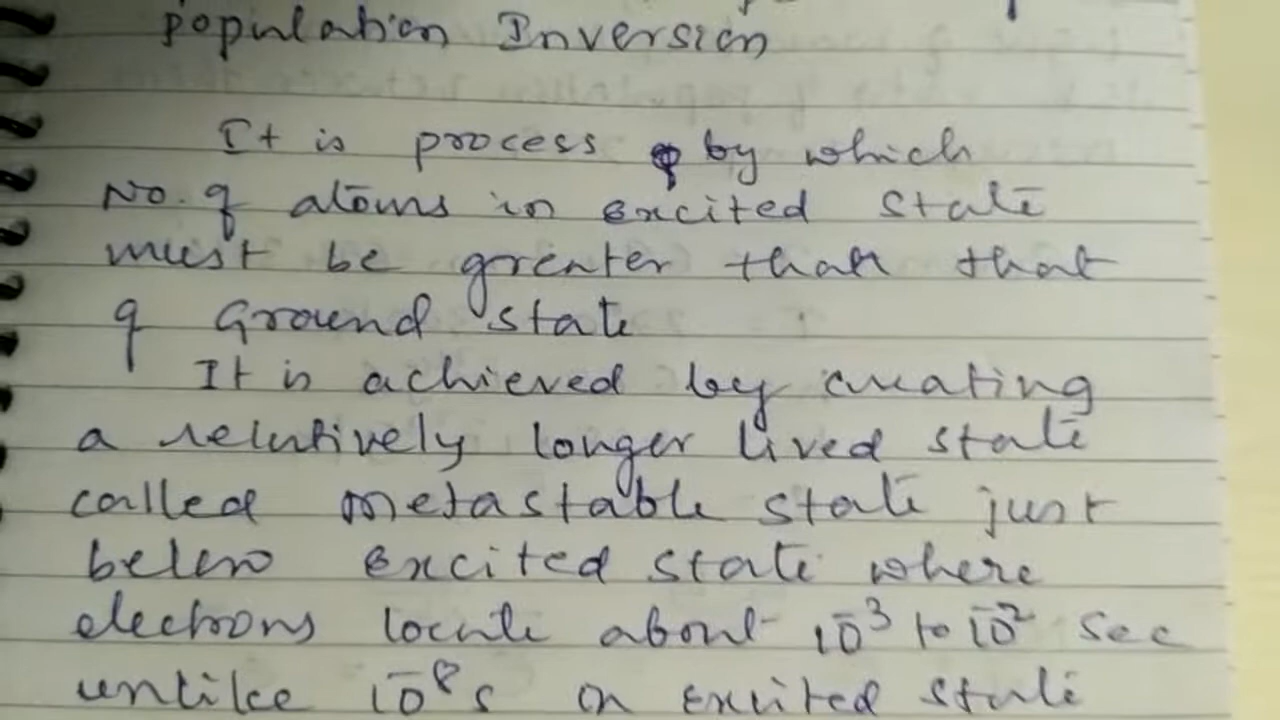 Population Inversion
It is process by which
No. of atoms in excited state
must be greater than that
of Ground state
It is achieved by creating
a relatively longer lived state
called metastable state just
below excited state where
electrons locate about 10⁻³ to 10⁻² sec
unlike 10⁻⁸ s in excited state